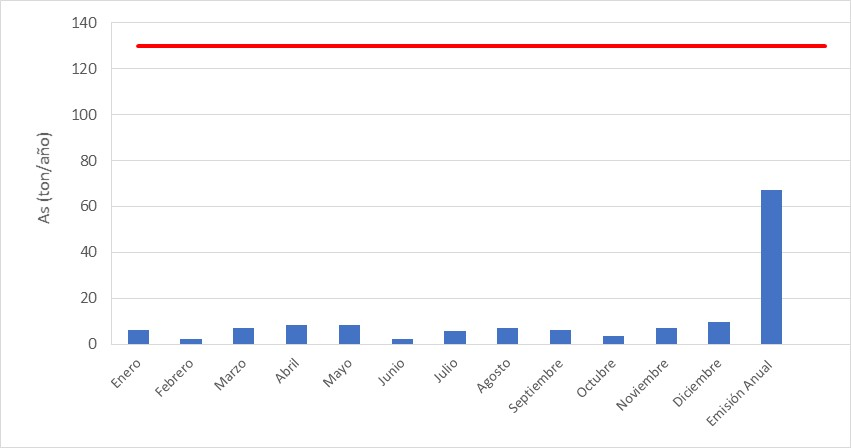 140
120
100
80
60
40
20
0
As (ton/año)
Enero
Febrero
Marzo
Abril
Mayo
Junio
Julio
Agosto
Septiembre
Octubre
Noviembre
Diciembre
Emisión Anual